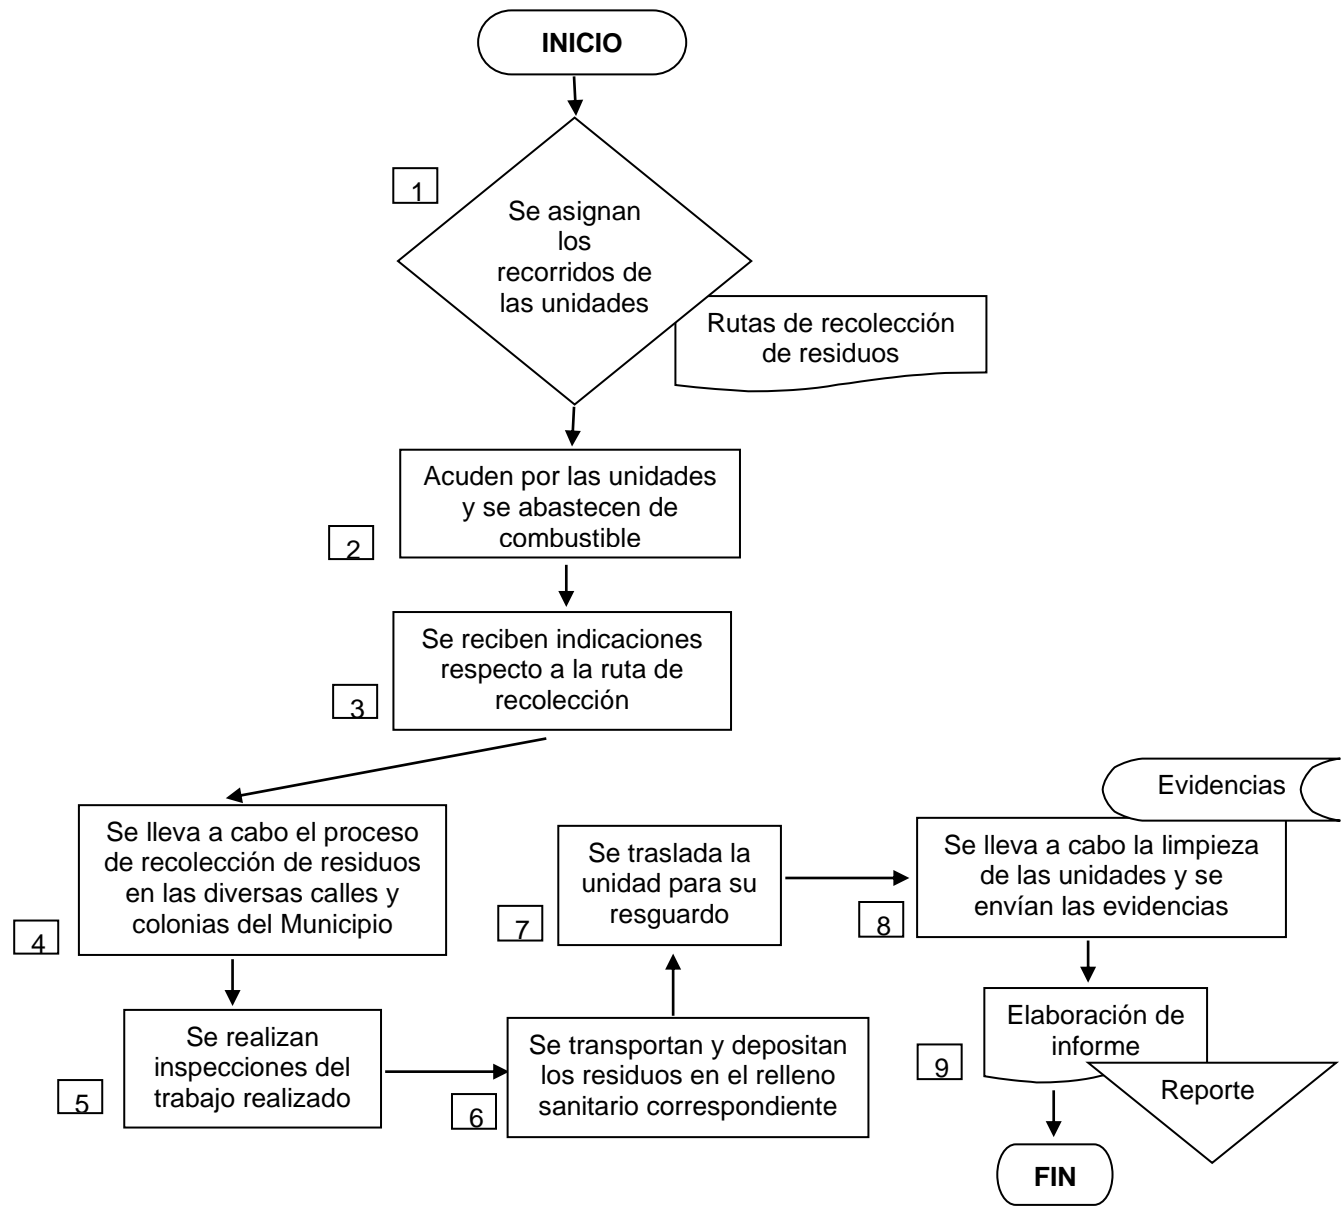 INICIO
1
Se asignan
los
recorridos de
las unidades
Rutas de recolección
de residuos
Acuden por las unidades
y se abastecen de
combustible
2
Se reciben indicaciones
respecto a la ruta de
recolección
3
Se lleva a cabo el proceso
de recolección de residuos
en las diversas calles y
colonias del Municipio
4
Se realizan
inspecciones del
trabajo realizado
5
Se transportan y depositan
los residuos en el relleno
sanitario correspondiente
6
Se traslada la
unidad para su
resguardo
7
Evidencias
Se lleva a cabo la limpieza
de las unidades y se
envían las evidencias
8
Elaboración de
informe
9
Reporte
FIN